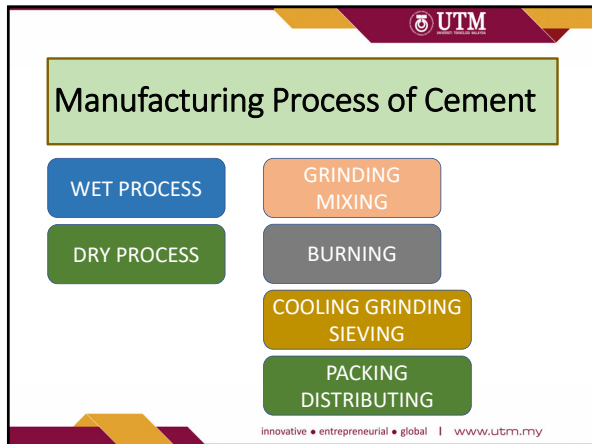 UTM
UNIVERSITI TEKNOLOGI MALAYSIA
Manufacturing Process of Cement
WET PROCESS
DRY PROCESS
GRINDING
MIXING
BURNING
COOLING GRINDING
SIEVING
PACKING
DISTRIBUTING
innovative ● entrepreneurial ● global | www.utm.my